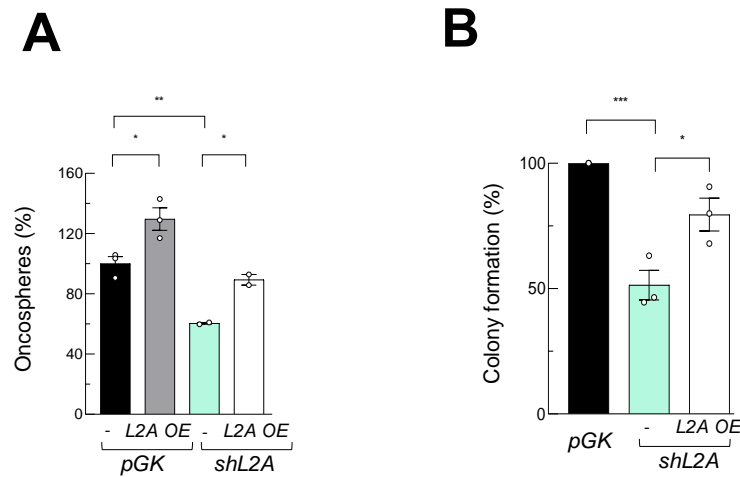 A
**
*
*
160
120
80
40
0
Oncospheres (%)
- L2A OE - L2A OE
pGK shL2A
B
***
*
100
50
0
Colony formation (%)
- L2A OE
pGK shL2A